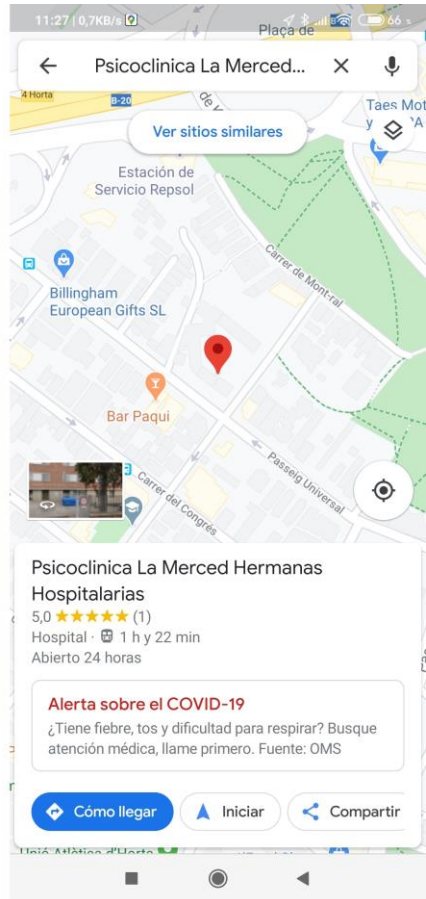 11:27 | 0,7KB/s
66
Plaça de
Psicoclinica La Merced...
4 Horta
B-20
de
Taes Mot
y
A
Ver sitios similares
Estación de
Servicio Repsol
Carrer de Mont-ral
Billingham
European Gifts SL
Bar Paqui
Passeig Universal
Carrer del Congrés
Psicoclinica La Merced Hermanas
Hospitalarias
5,0 ★★★★★ (1)
Hospital · 1 h y 22 min
Abierto 24 horas
Alerta sobre el COVID-19
¿Tiene fiebre, tos y dificultad para respirar? Busque
atención médica, llame primero. Fuente: OMS
Cómo llegar
Iniciar
Compartir
Unió Atlètica d'Horta